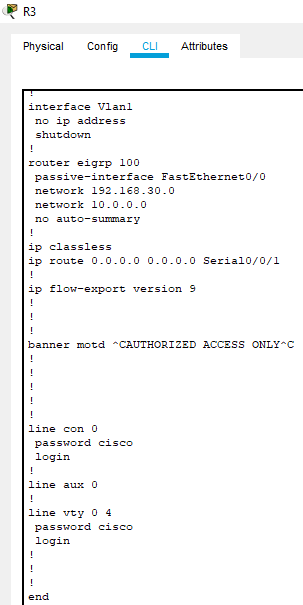 R3
Physical Config CLI Attributes
!
interface Vlan1
no ip address
shutdown
!
router eigrp 100
passive-interface FastEthernet0/0
network 192.168.30.0
network 10.0.0.0
no auto-summary
!
ip classless
ip route 0.0.0.0 0.0.0.0 Serial0/0/1
!
ip flow-export version 9
!
!
!
banner motd ^CAUTHORIZED ACCESS ONLY^C
!
!
!
!
!
line con 0
password cisco
login
!
line aux 0
!
line vty 0 4
password cisco
login
!
!
!
end